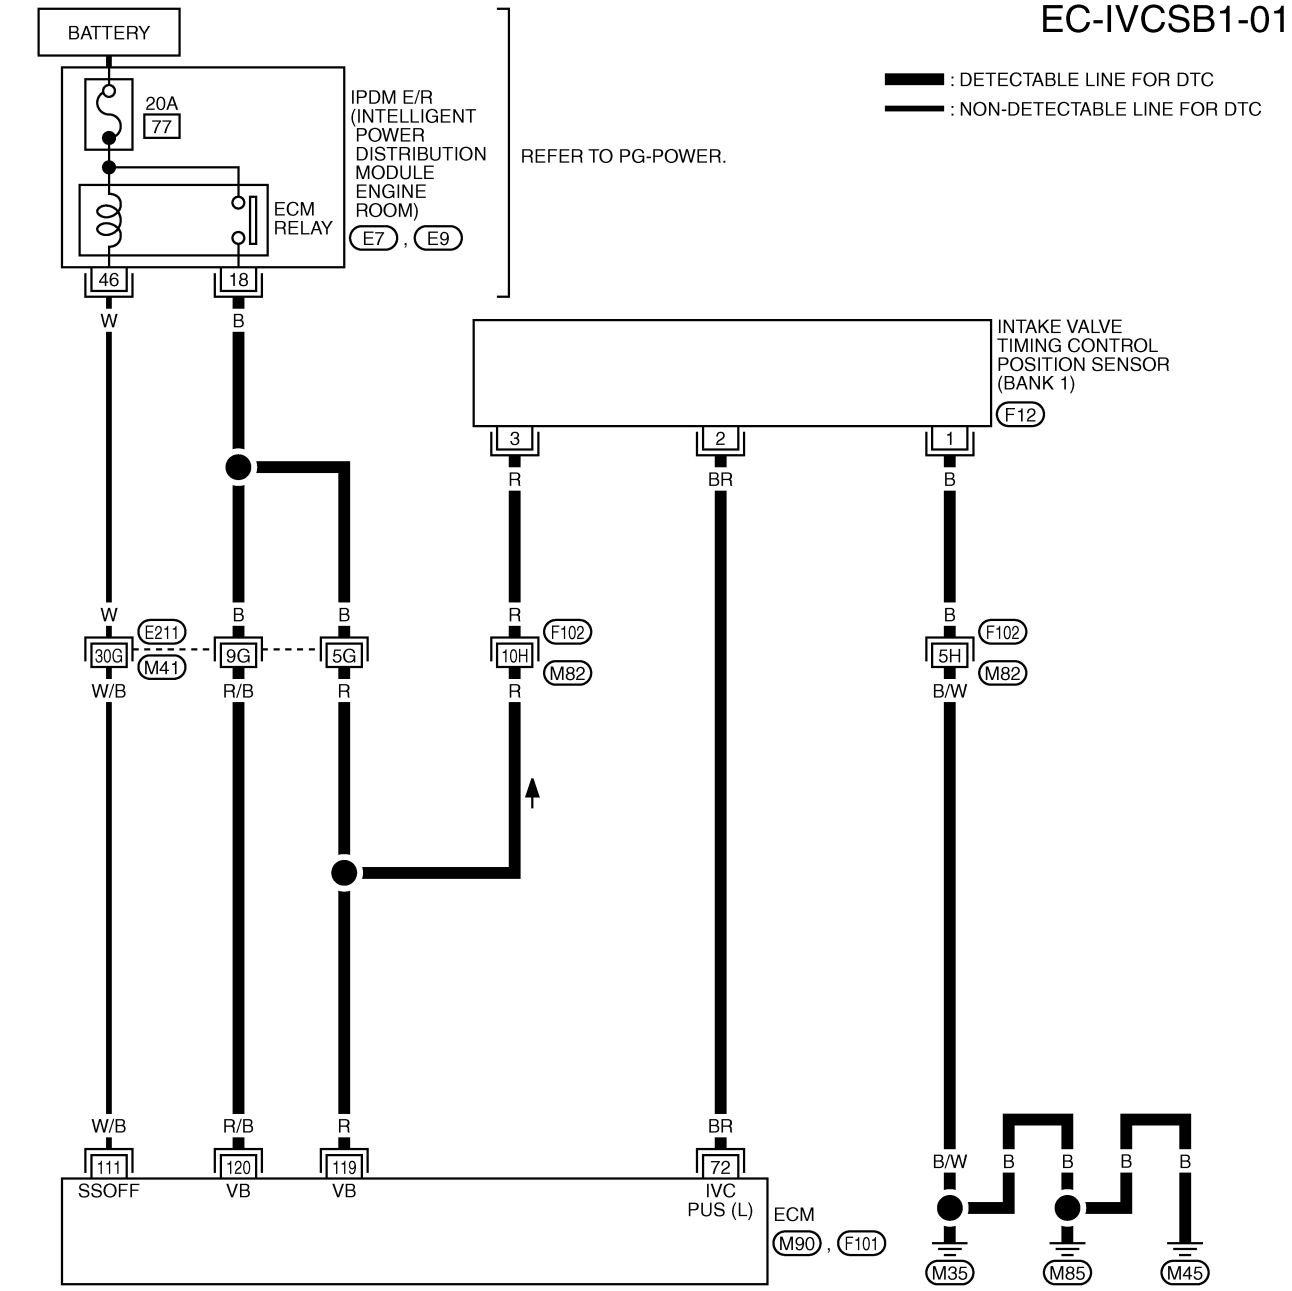 EC-IVCSB1-01
BATTERY
: DETECTABLE LINE FOR DTC
: NON-DETECTABLE LINE FOR DTC
20A
77
IPDM E/R
(INTELLIGENT
POWER
DISTRIBUTION
MODULE
ENGINE
ROOM)
E7 , E9
REFER TO PG-POWER.
ECM
RELAY
46 18
W B
INTAKE VALVE
TIMING CONTROL
POSITION SENSOR
(BANK 1)
F12
3 2 1
R BR B
W B B R B
E211 F102 F102
30G 9G 5G 10H 5H
M41 M82 M82
W/B R/B R R B/W
W/B R/B R BR
111 120 119 72
SSOFF VB VB IVC
PUS (L)
B/W B B B B
ECM
M90 , F101
M35 M85 M45